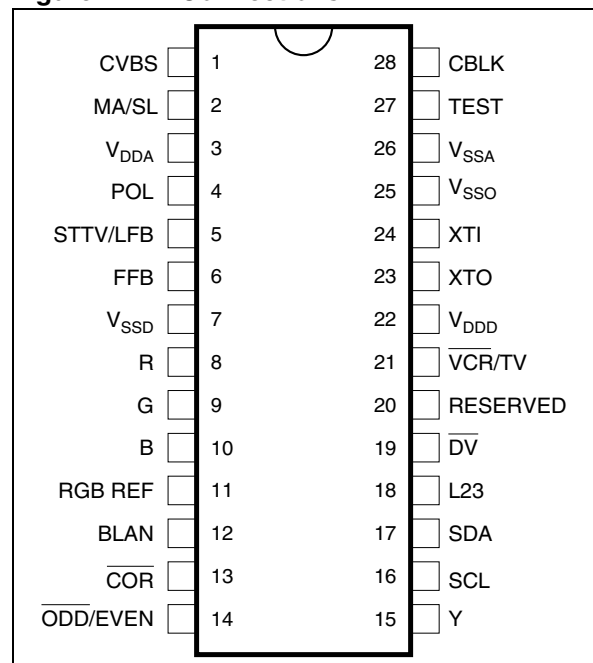 CVBS 1 28 CBLK
MA/SL 2 27 TEST
VDDA 3 26 VSSA
POL 4 25 VSSO
STTV/LFB 5 24 XTI
FFB 6 23 XTO
VSSD 7 22 VDDD
R 8 21 VCR/TV
G 9 20 RESERVED
B 10 19 DV
RGB REF 11 18 L23
BLAN 12 17 SDA
COR 13 16 SCL
ODD/EVEN 14 15 Y